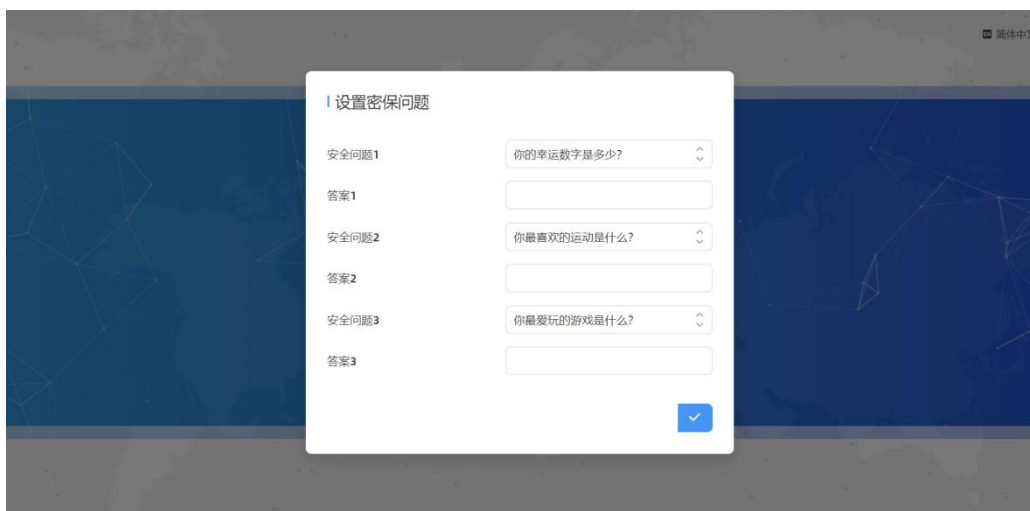 简体中文
设置密保问题
安全问题1
你的幸运数字是多少?
答案1
安全问题2
你最喜欢的运动是什么?
答案2
安全问题3
你最爱玩的游戏是什么?
答案3